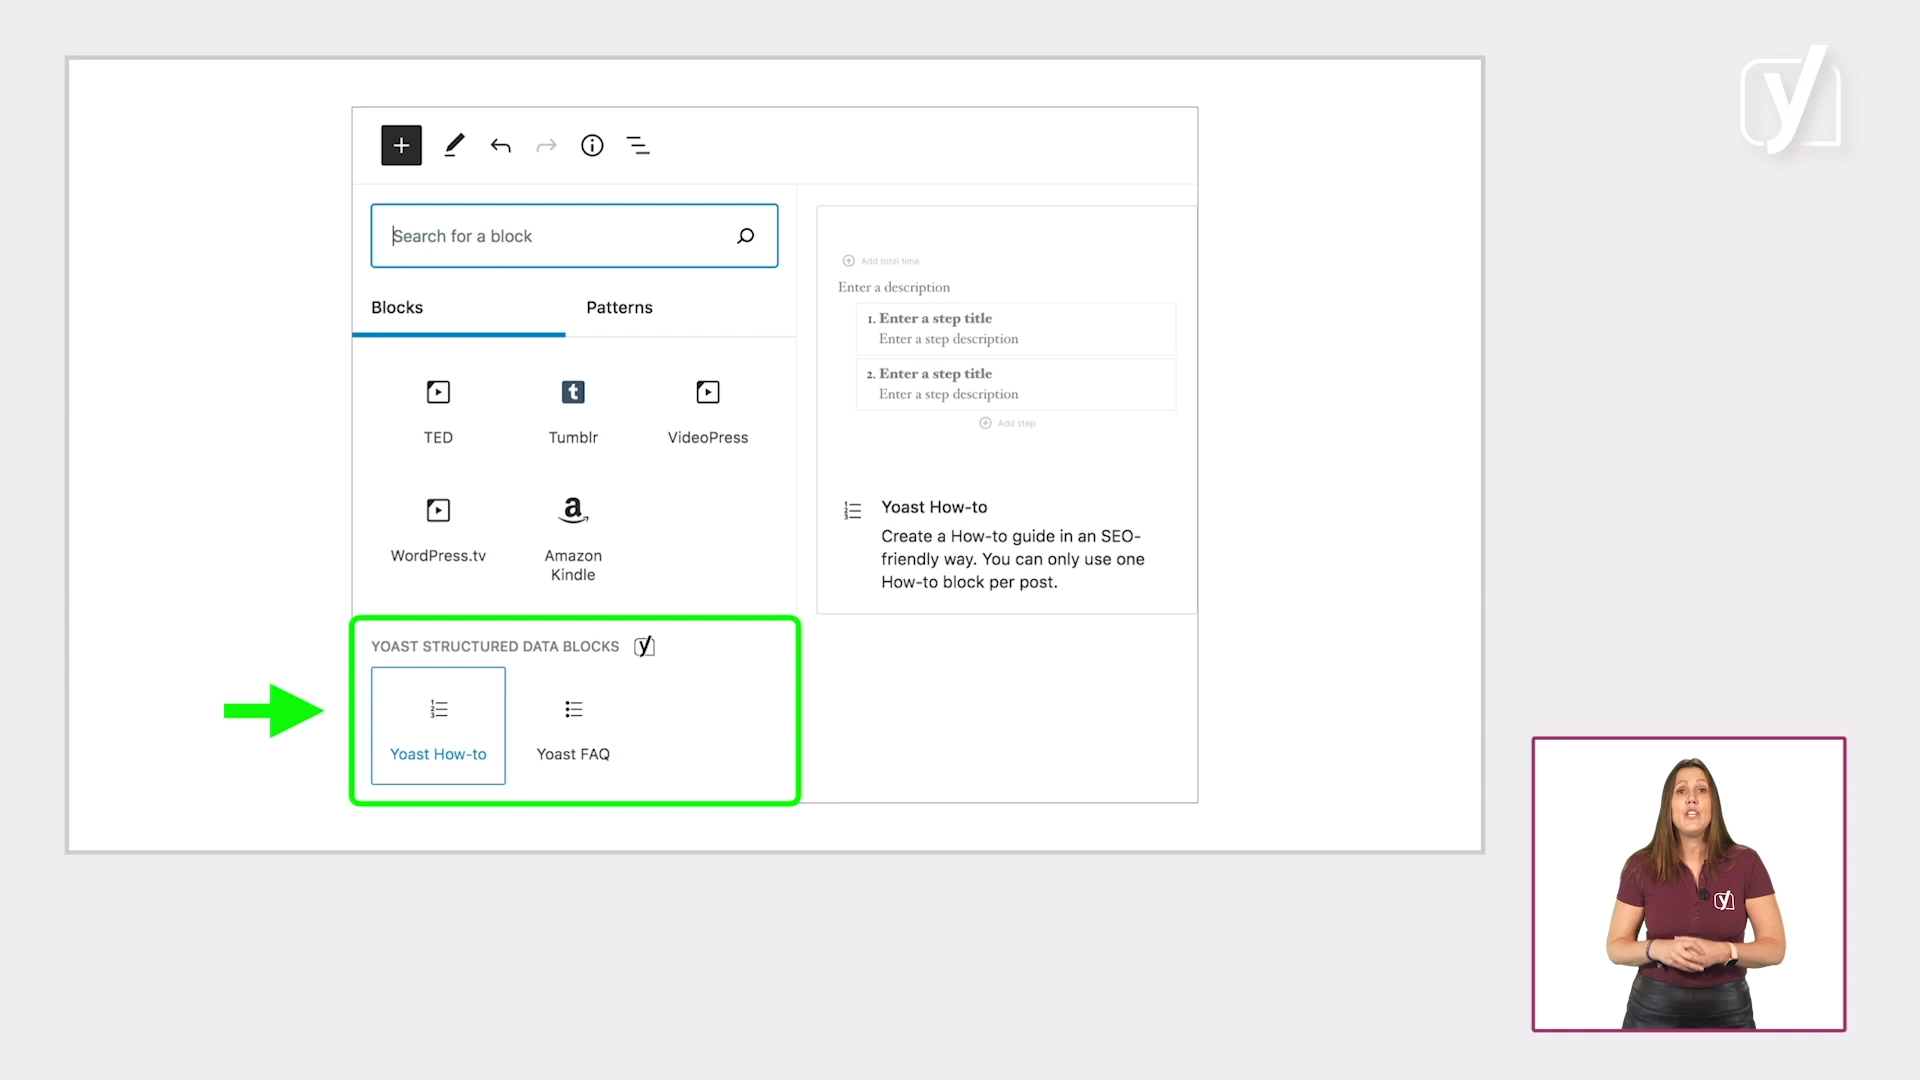 Search for a block
Blocks
Patterns
TED
Tumblr
VideoPress
WordPress.tv
Amazon
Kindle
YOAST STRUCTURED DATA BLOCKS
Yoast How-to
Yoast FAQ
Add total time
Enter a description
1. Enter a step title
Enter a step description
2. Enter a step title
Enter a step description
Add step
Yoast How-to
Create a How-to guide in an SEO-
friendly way. You can only use one
How-to block per post.